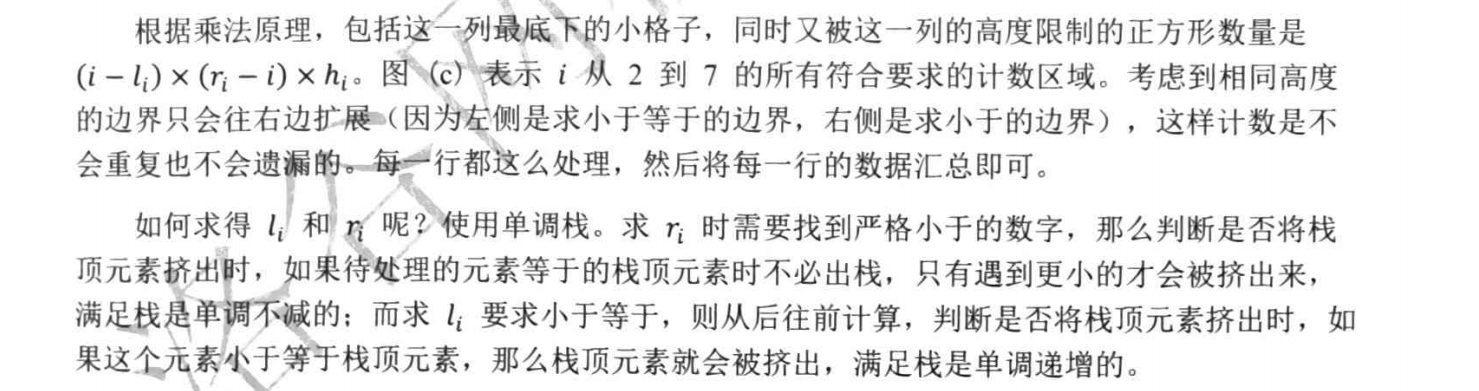 根据乘法原理，包括这一列最底下的小格子，同时又被这一列的高度限制的正方形数量是
(i − lᵢ) × (rᵢ − i) × hᵢ。图 (c) 表示 i 从 2 到 7 的所有符合要求的计数区域。考虑到相同高度
的边界只会往右边扩展（因为左侧是求小于等于的边界，右侧是求小于的边界），这样计数是不
会重复也不会遗漏的。每一行都这么处理，然后将每一行的数据汇总即可。
如何求得 lᵢ 和 rᵢ 呢？使用单调栈。求 rᵢ 时需要找到严格小于的数字，那么判断是否将栈
顶元素挤出时，如果待处理的元素等于的栈顶元素时不必出栈，只有遇到更小的才会被挤出来，
满足栈是单调不减的；而求 lᵢ 要求小于等于，则从后往前计算，判断是否将栈顶元素挤出时，如
果这个元素小于等于栈顶元素，那么栈顶元素就会被挤出，满足栈是单调递增的。
洛谷